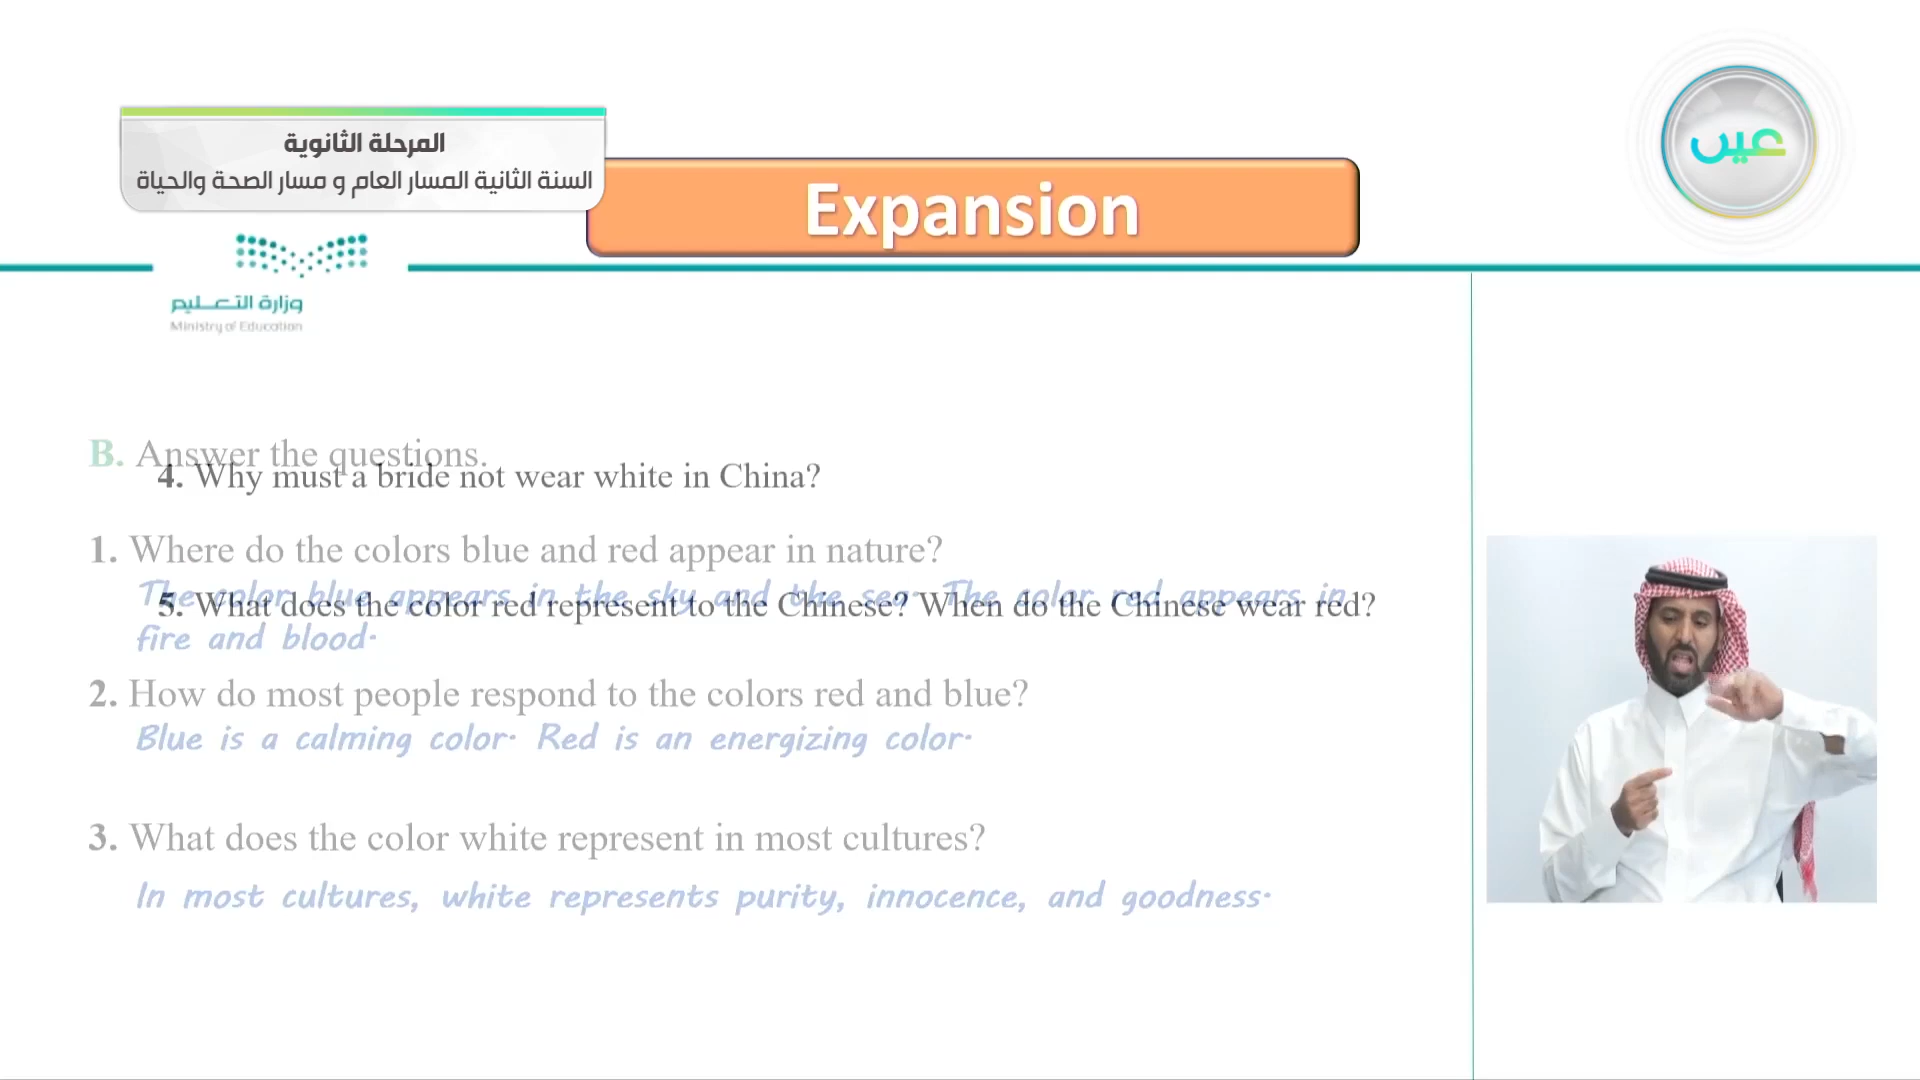 المرحلة الثانوية
السنة الثانية المسار العام و مسار الصحة والحياة
Expansion
عين
وزارة التعليم
Ministry of Education
B. Answer the questions.
4. Why must a bride not wear white in China?
1. Where do the colors blue and red appear in nature?
The color blue appears in the sky and the sea. The color red appears in
5. What does the color red represent to the Chinese? When do the Chinese wear red?
fire and blood.
2. How do most people respond to the colors red and blue?
Blue is a calming color. Red is an energizing color.
3. What does the color white represent in most cultures?
In most cultures, white represents purity, innocence, and goodness.